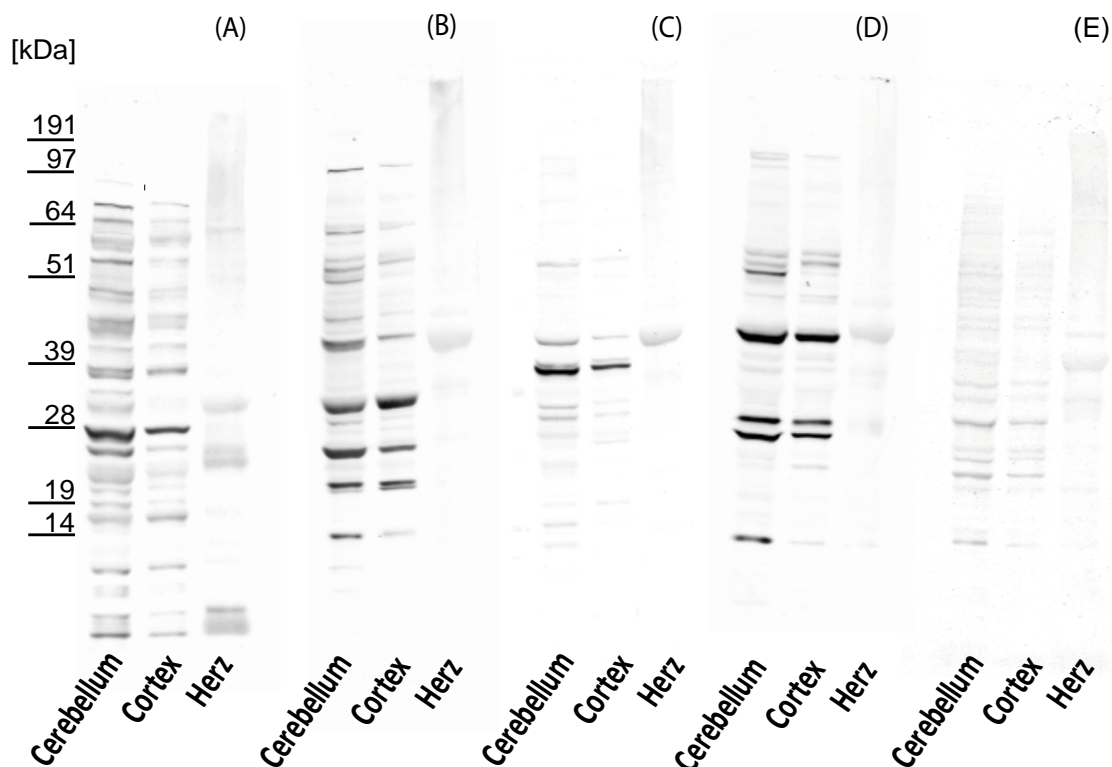 (A) (B) (C) (D) (E)
[kDa]
191
97
64
51
39
28
19
14
Cerebellum Cortex Herz Cerebellum Cortex Herz Cerebellum Cortex Herz Cerebellum Cortex Herz Cerebellum Cortex Herz